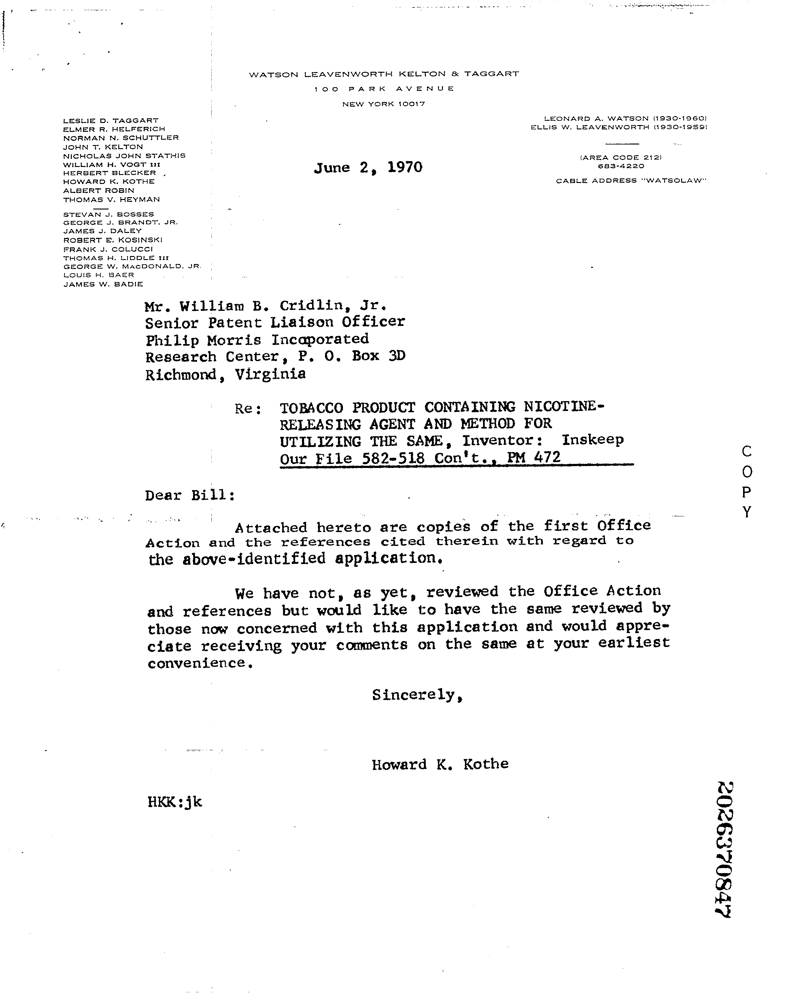 WATSON LEAVENWORTH KELTON & TAGGART
100 PARK AVENUE
NEW YORK 10017
LESLIE D. TAGGART
ELMER R. HELFERICH
NORMAN N. SCHUTTLER
JOHN T. KELTON
NICHOLAS JOHN STATHIS
WILLIAM H. VOGT III
HERBERT BLECKER
HOWARD K. KOTHE
ALBERT ROBIN
THOMAS V. HEYMAN
STEVAN J. BOSSES
GEORGE J. BRANDT, JR.
JAMES J. DALEY
ROBERT E. KOSINSKI
FRANK J. COLUCCI
THOMAS H. LIDDLE III
GEORGE W. MACDONALD, JR.
LOUIS H. BAER
JAMES W. BADIE
LEONARD A. WATSON (1930-1960)
ELLIS W. LEAVENWORTH (1930-1959)
(AREA CODE 212)
683-4220
CABLE ADDRESS "WATSOLAW"
June 2, 1970
Mr. William B. Cridlin, Jr.
Senior Patent Liaison Officer
Philip Morris Incoporated
Research Center, P. O. Box 3D
Richmond, Virginia
Re: TOBACCO PRODUCT CONTAINING NICOTINE-
RELEASING AGENT AND METHOD FOR
UTILIZING THE SAME, Inventor: Inskeep
Our File 582-518 Con't., PM 472
COPY
Dear Bill:
Attached hereto are copies of the first Office
Action and the references cited therein with regard to
the above-identified application.
We have not, as yet, reviewed the Office Action
and references but would like to have the same reviewed by
those now concerned with this application and would appre-
ciate receiving your comments on the same at your earliest
convenience.
Sincerely,
Howard K. Kothe
HKK:jk
2026370847